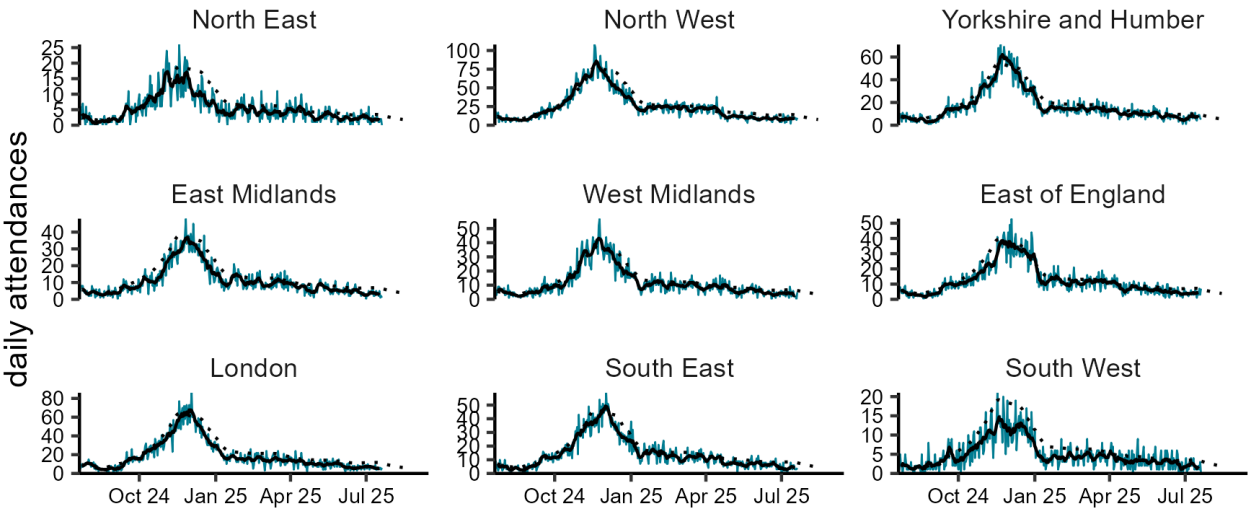 North East North West Yorkshire and Humber
25 100
20 75 60
15 50 40
10 25 20
5 0 0
0
daily attendances
East Midlands West Midlands East of England
40 50 50
30 40 40
20 30 30
10 20 20
0 10 10
0 0
London South East South West
80 50 20
60 40 15
40 30 10
20 20 5
0 10 0
0
Oct 24 Jan 25 Apr 25 Jul 25 Oct 24 Jan 25 Apr 25 Jul 25 Oct 24 Jan 25 Apr 25 Jul 25